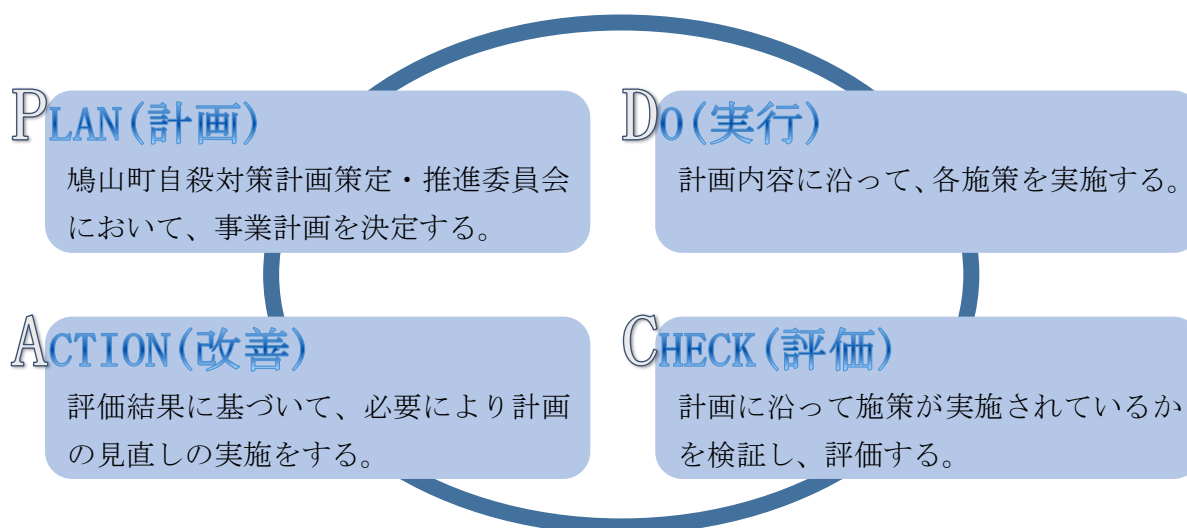 PLAN(計画)
鳩山町自殺対策計画策定・推進委員会
において、事業計画を決定する。
DO(実行)
計画内容に沿って、各施策を実施する。
ACTION(改善)
評価結果に基づいて、必要により計画
の見直しの実施をする。
CHECK(評価)
計画に沿って施策が実施されているか
を検証し、評価する。